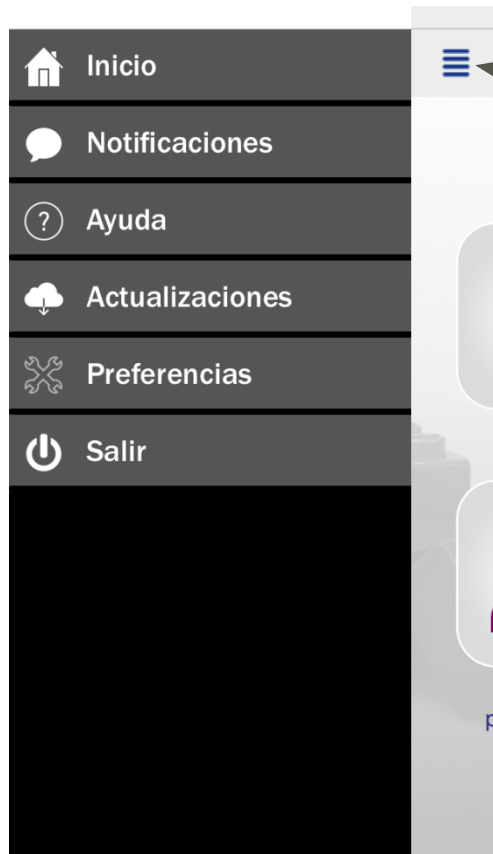 Inicio
Notificaciones
Ayuda
Actualizaciones
Preferencias
Salir